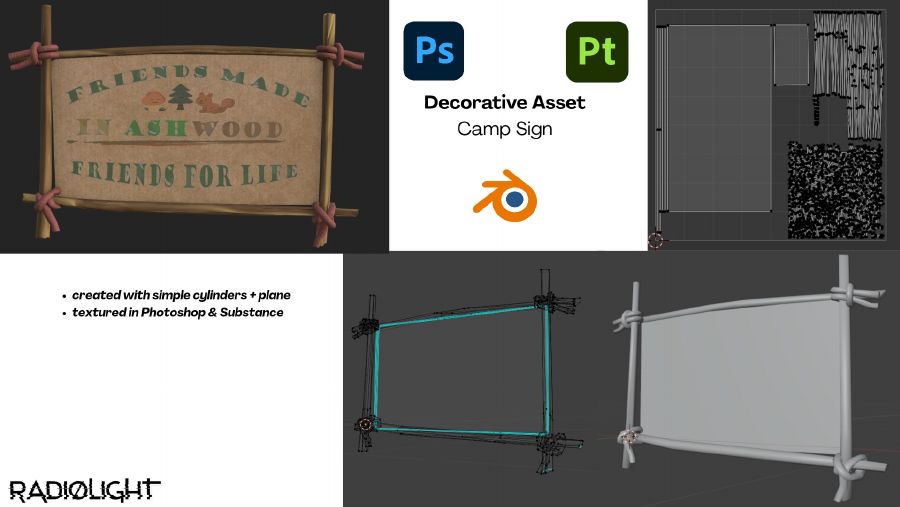 FRIENDS MADE
IN ASHWOOD
FRIENDS FOR LIFE
Ps
Pt
Decorative Asset
Camp Sign
• created with simple cylinders + plane
• textured in Photoshop & Substance
RADIOLIGHT